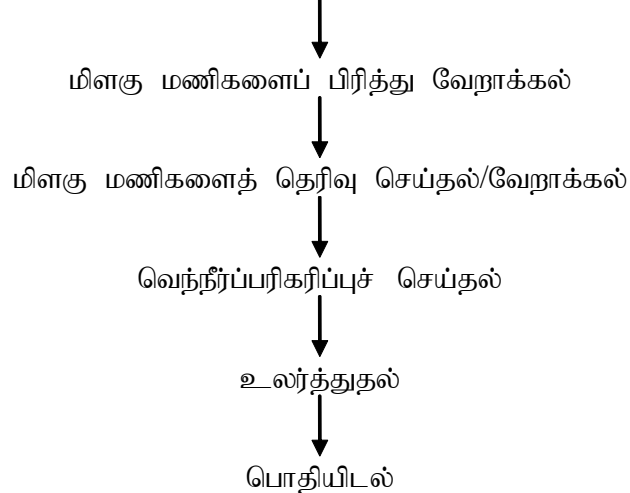 மிளகு மணிகளைப் பிரித்து வேறாக்கல்
மிளகு மணிகளைத் தெரிவு செய்தல்/வேறாக்கல்
வெந்நீர்ப்பரிகரிப்புச் செய்தல்
உலர்த்துதல்
பொதியிடல்